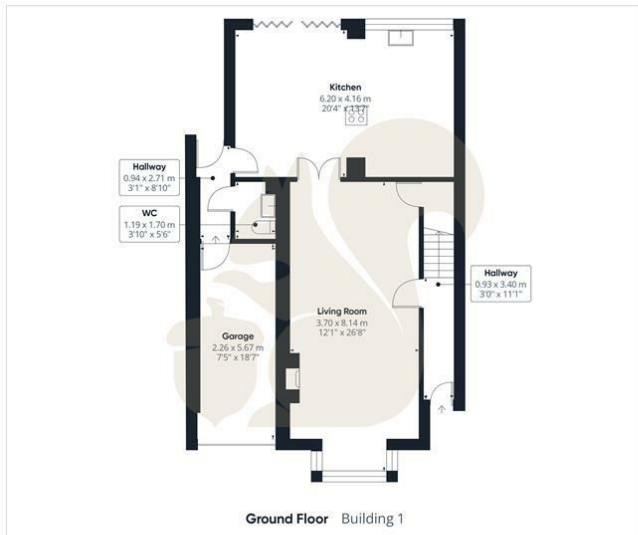 Kitchen
6.20 x 4.16 m
20'4" x 13'7"
Hallway
0.94 x 2.71 m
3'1" x 8'10"
WC
1.19 x 1.70 m
3'10" x 5'6"
Hallway
0.93 x 3.40 m
3'0" x 11'1"
Living Room
3.70 x 8.14 m
12'1" x 26'8"
Garage
2.26 x 5.67 m
7'5" x 18'7"
Ground Floor Building 1